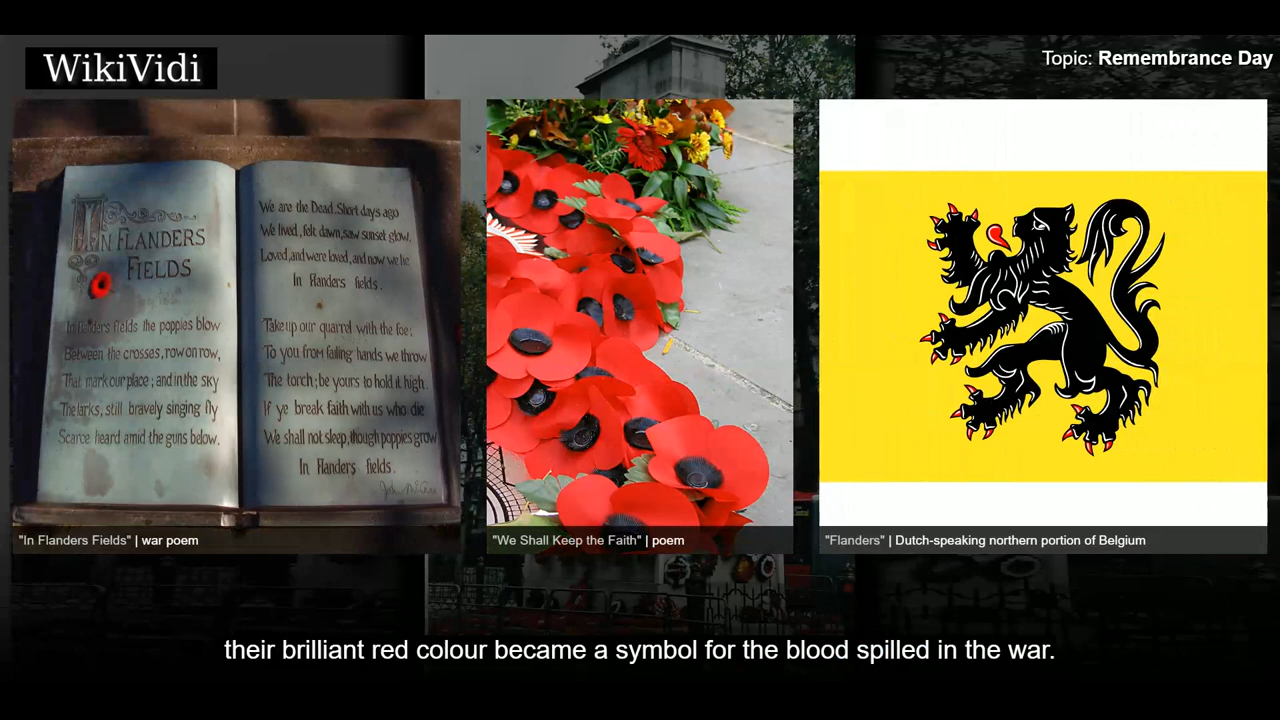 WikiVidi
Topic: Remembrance Day
IN FLANDERS
FIELDS
In Flanders fields the poppies blow
Between the crosses, row on row,
That mark our place; and in the sky
The larks, still bravely singing fly
Scarce heard amid the guns below.
We are the Dead. Short days ago
We lived, felt dawn, saw sunset glow,
Loved, and were loved, and now we lie
In Flanders fields.
Take up our quarrel with the foe:
To you from failing hands we throw
The torch; be yours to hold it high.
If ye break faith with us who die
We shall not sleep, though poppies grow
In Flanders fields.
John McCrae
"In Flanders Fields" | war poem
"We Shall Keep the Faith" | poem
"Flanders" | Dutch-speaking northern portion of Belgium
their brilliant red colour became a symbol for the blood spilled in the war.